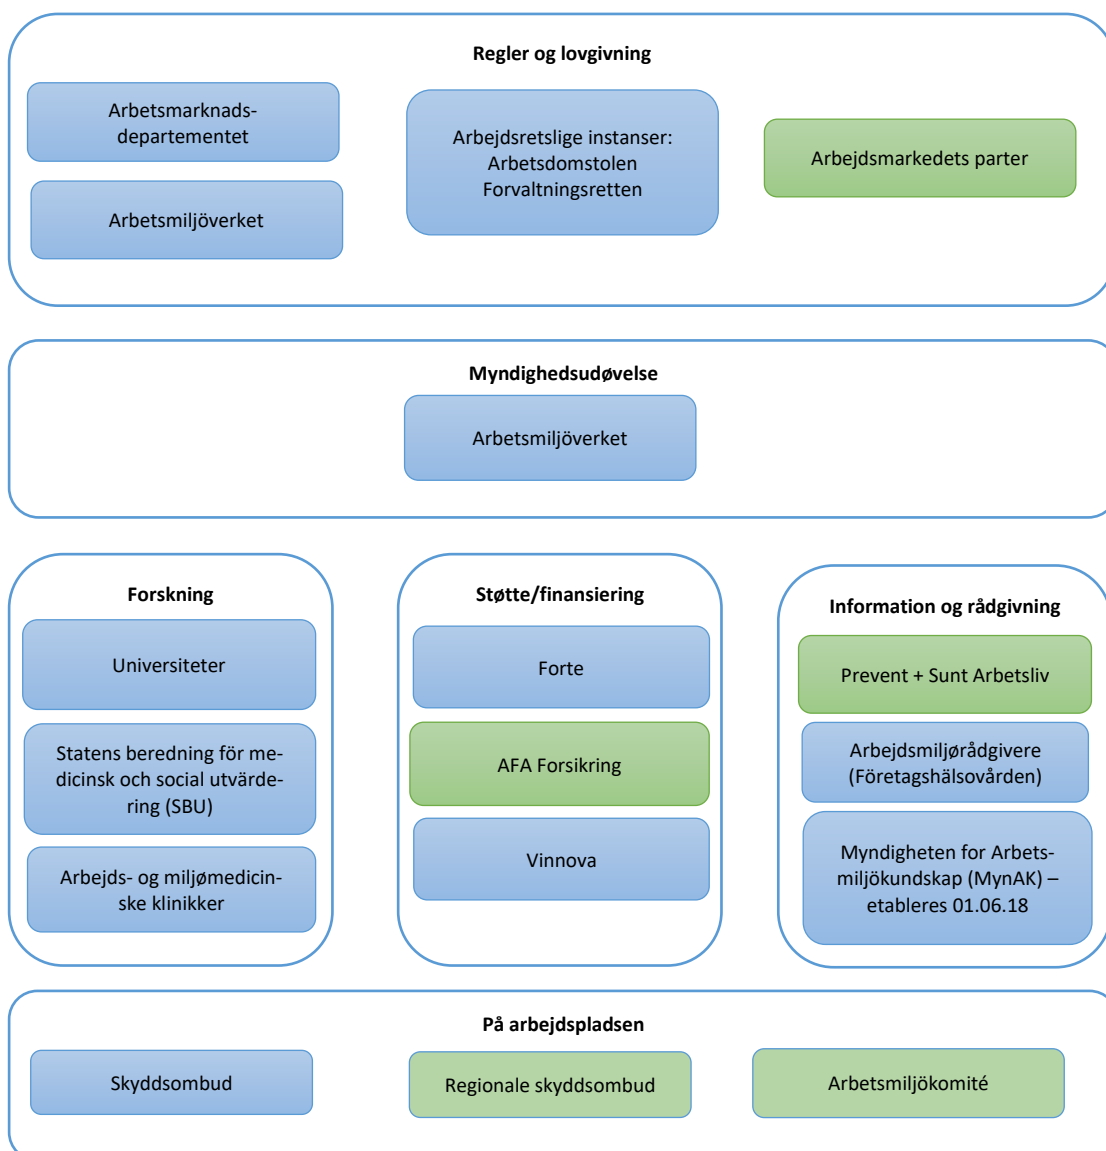 Regler og lovgivning
Arbetsmarknads-
departementet
Arbetsmiljöverket
Arbejdsretslige instanser:
Arbetsdomstolen
Forvaltningsretten
Arbejdsmarkedets parter
Myndighedsudøvelse
Arbetsmiljöverket
Forskning
Universiteter
Statens beredning för me-
dicinsk och social utvärde-
ring (SBU)
Arbejds- og miljømedicin-
ske klinikker
Støtte/finansiering
Forte
AFA Forsikring
Vinnova
Information og rådgivning
Prevent + Sunt Arbetsliv
Arbejdsmiljørådgivere
(Företagshälsovården)
Myndigheten for Arbets-
miljökundskap (MynAK) –
etableres 01.06.18
På arbejdspladsen
Skyddsombud
Regionale skyddsombud
Arbetsmiljökomité